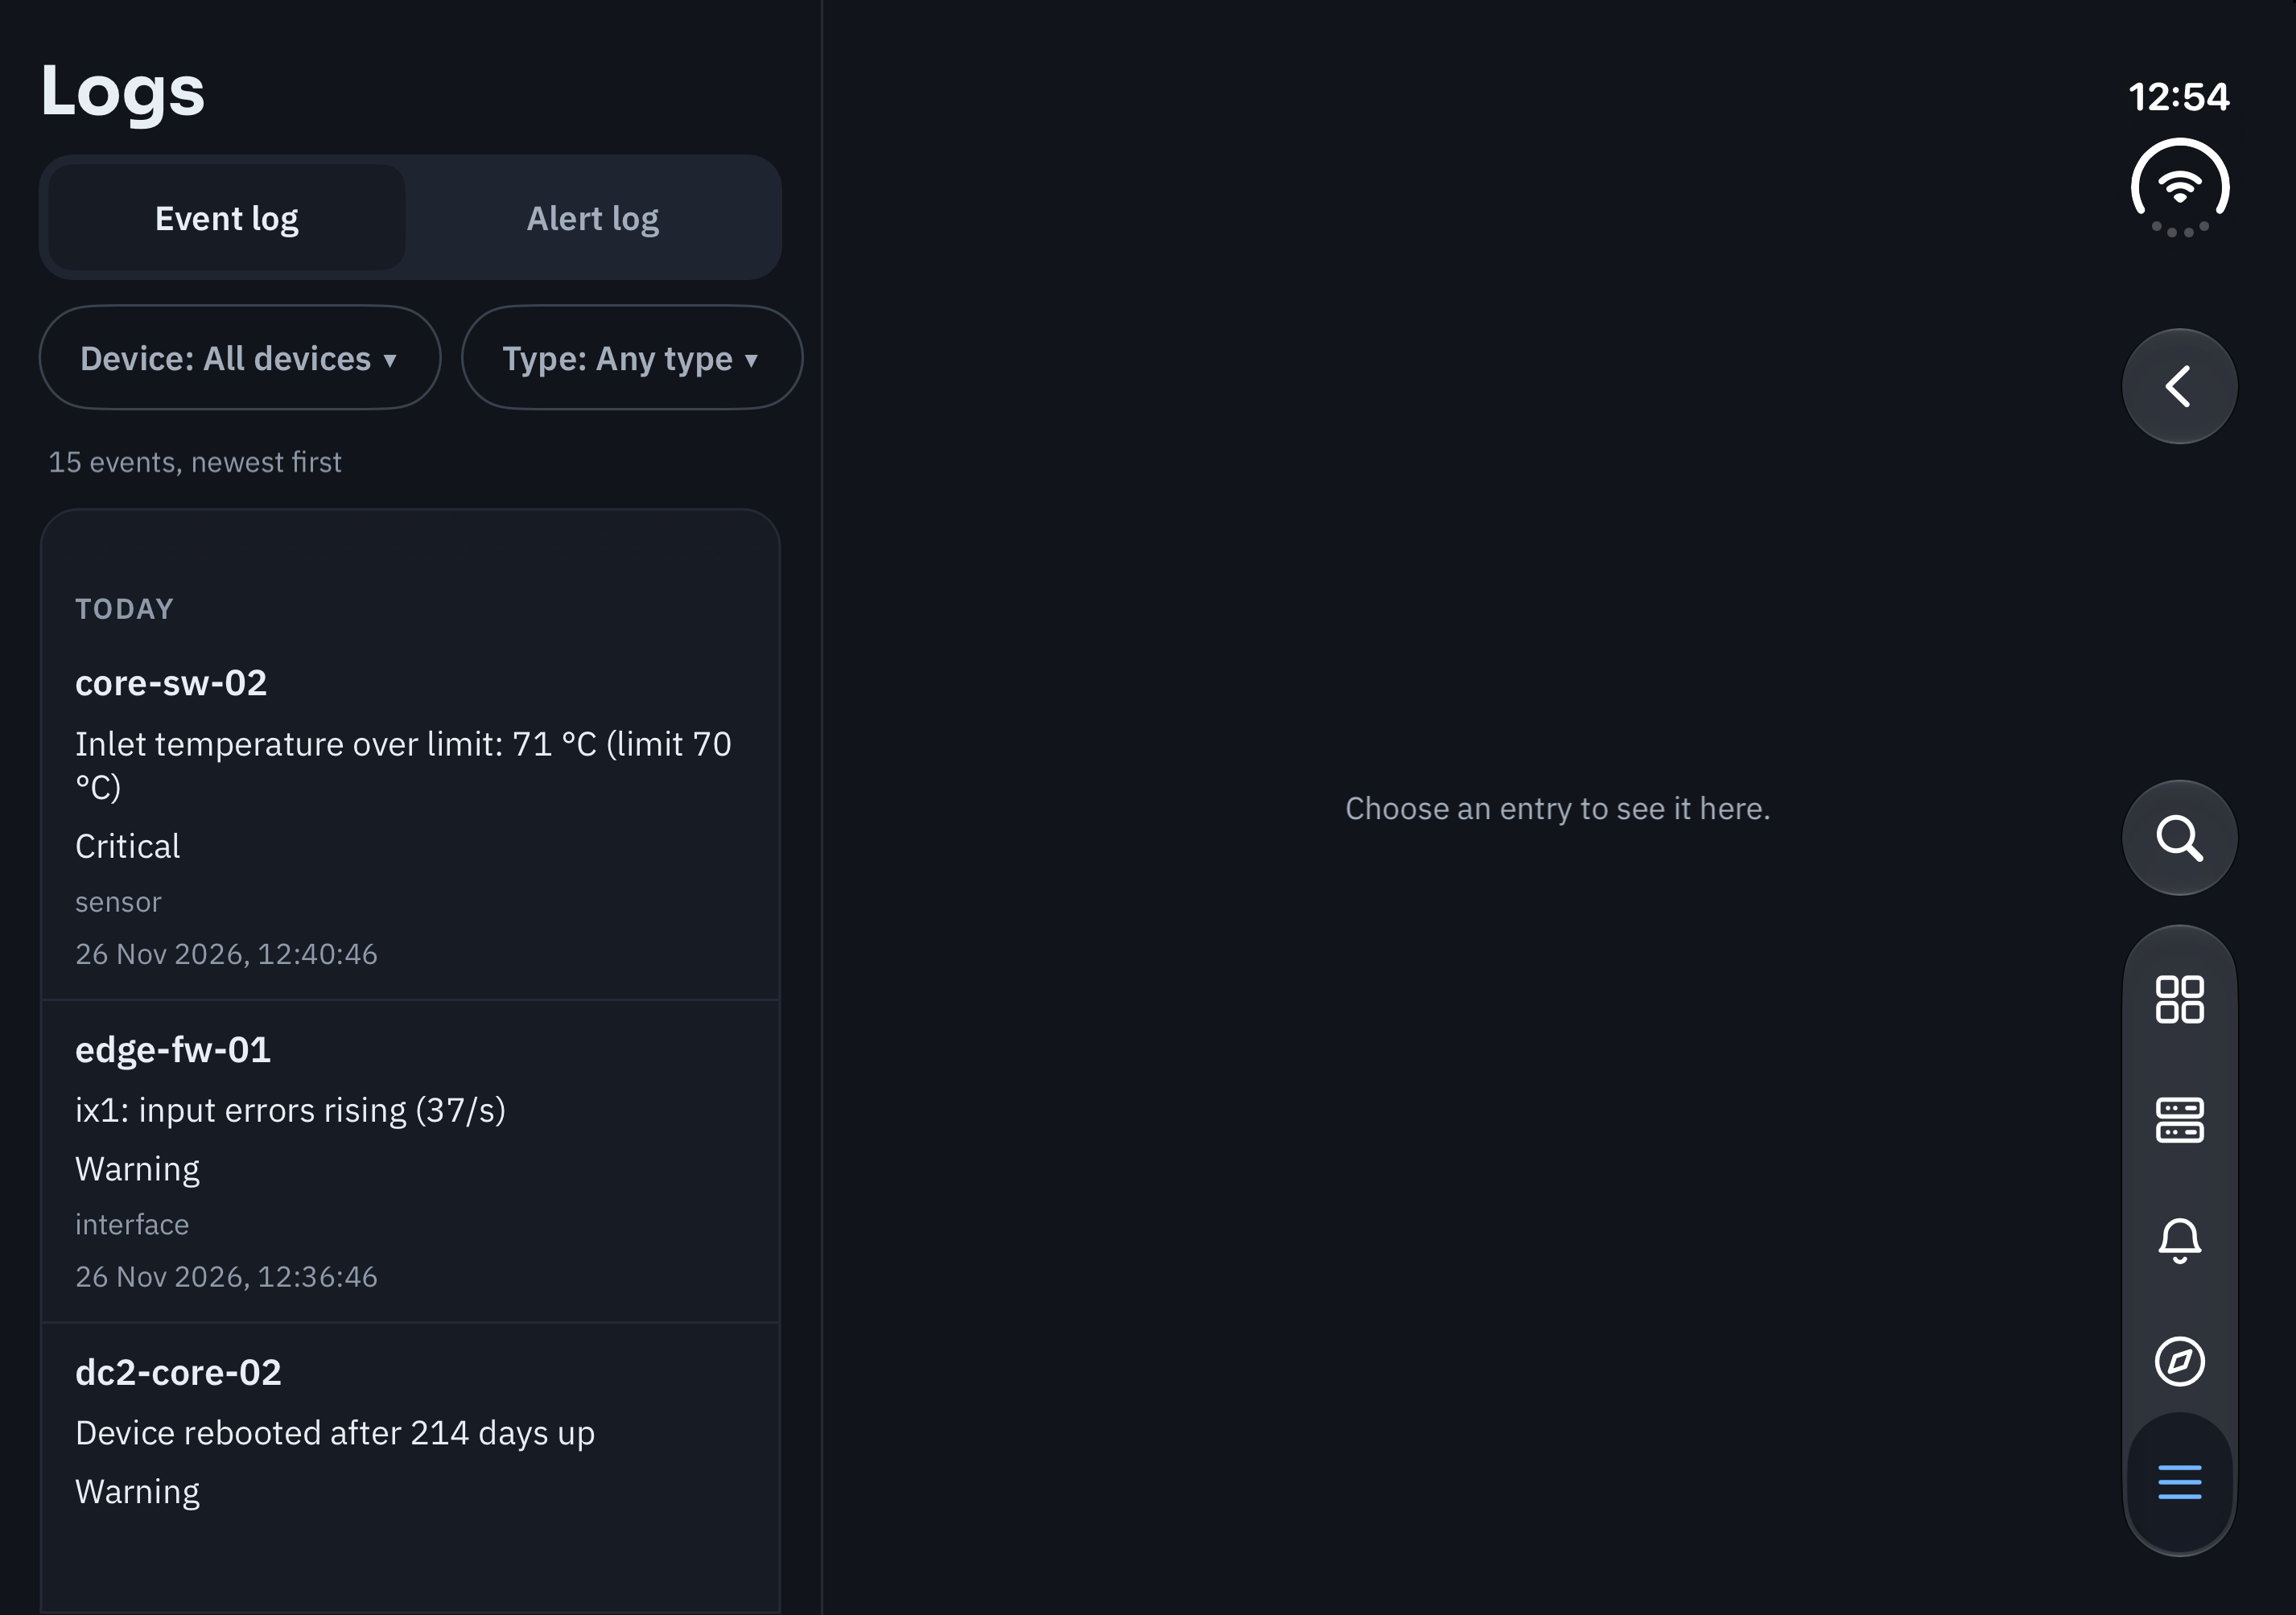 Logs
12:54
Event log
Alert log
Device: All devices ▾
Type: Any type ▾
15 events, newest first
TODAY
core-sw-02
Inlet temperature over limit: 71 °C (limit 70
°C)
Critical
sensor
26 Nov 2026, 12:40:46
edge-fw-01
ix1: input errors rising (37/s)
Warning
interface
26 Nov 2026, 12:36:46
dc2-core-02
Device rebooted after 214 days up
Warning
Choose an entry to see it here.